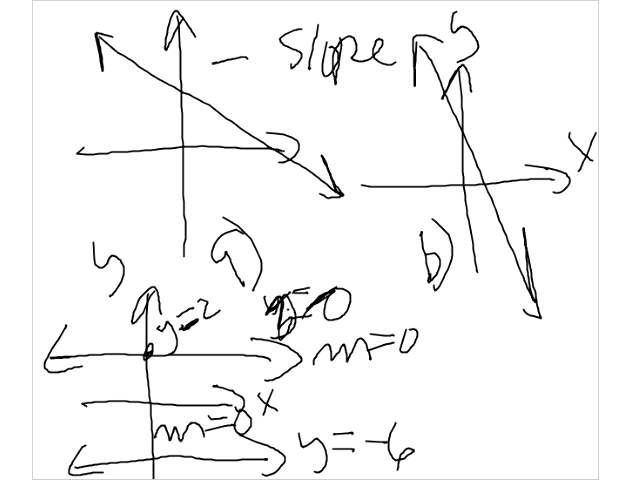 - slope
y
x
a)
b)
y
y=2
m=0
x
m=0
y=-6